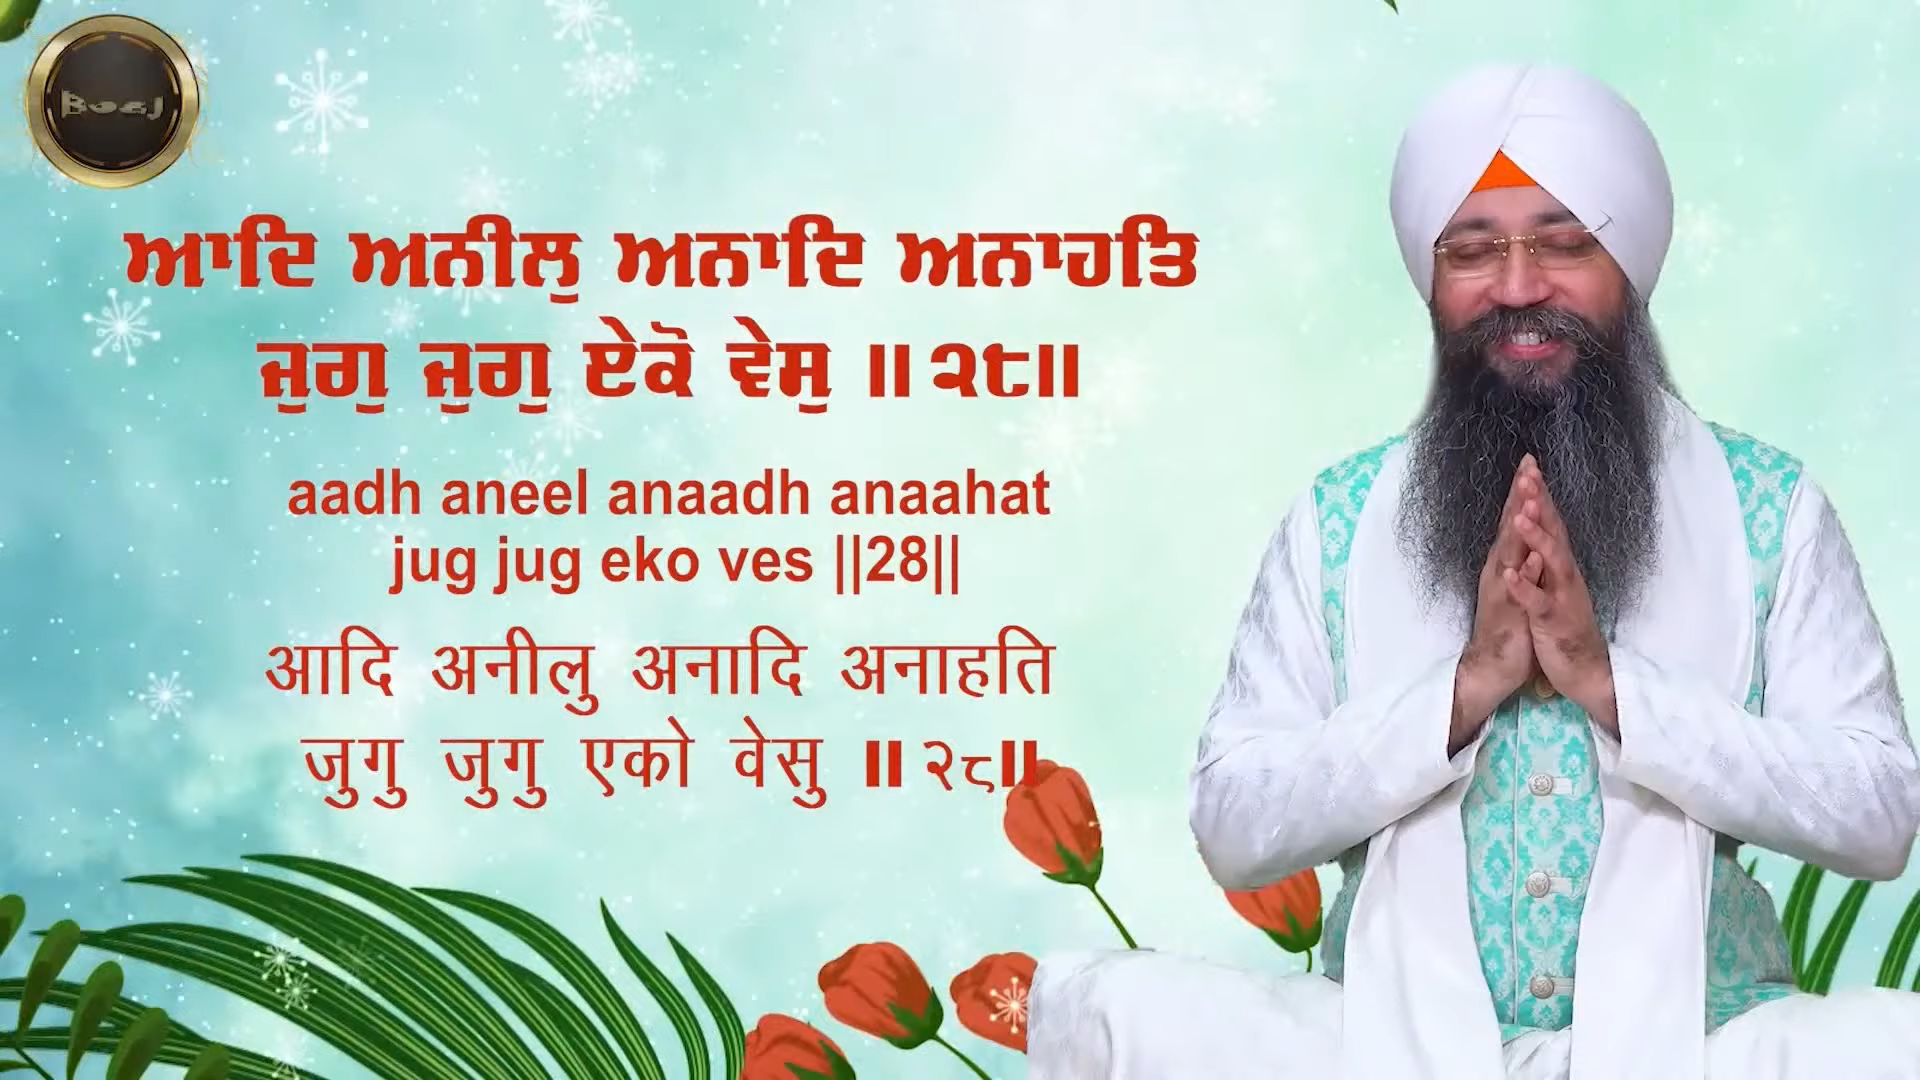 ਆਦਿ ਅਨੀਲੁ ਅਨਾਦਿ ਅਨਾਹਤਿ
ਜੁਗੁ ਜੁਗੁ ਏਕੋ ਵੇਸੁ ॥੨੮॥
aadh aneel anaadh anaahat
jug jug eko ves ||28||
आदि अनीलु अनादि अनाहति
जुगु जुगु एको वेसु ॥२८॥